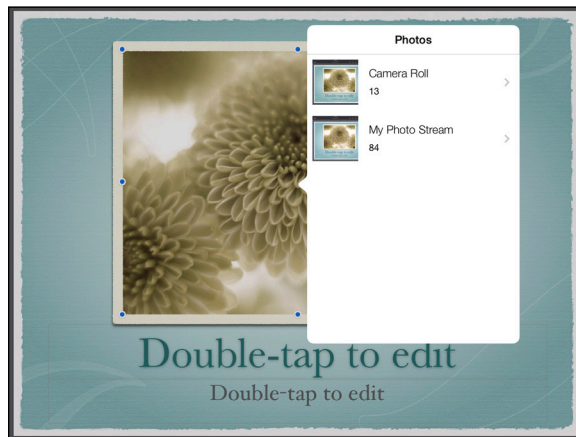 Photos
Camera Roll
13
My Photo Stream
84
Double-tap to edit
Double-tap to edit